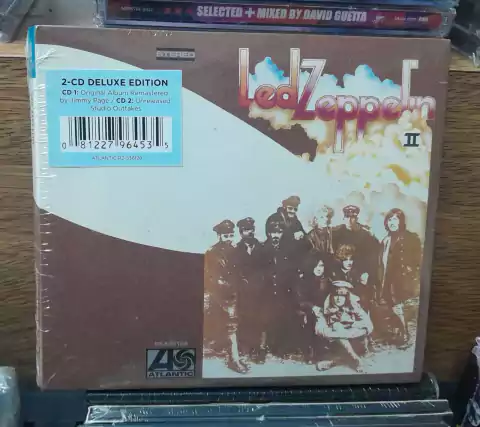 SELECTED + MIXED BY DAVID GUETTA
STEREO
2-CD DELUXE EDITION
CD 1: Original Album Remastered
by Jimmy Page / CD 2: Unreleased
Studio Outtakes
0 81227 96453 5
Led Zeppelin
II
ATLANTIC